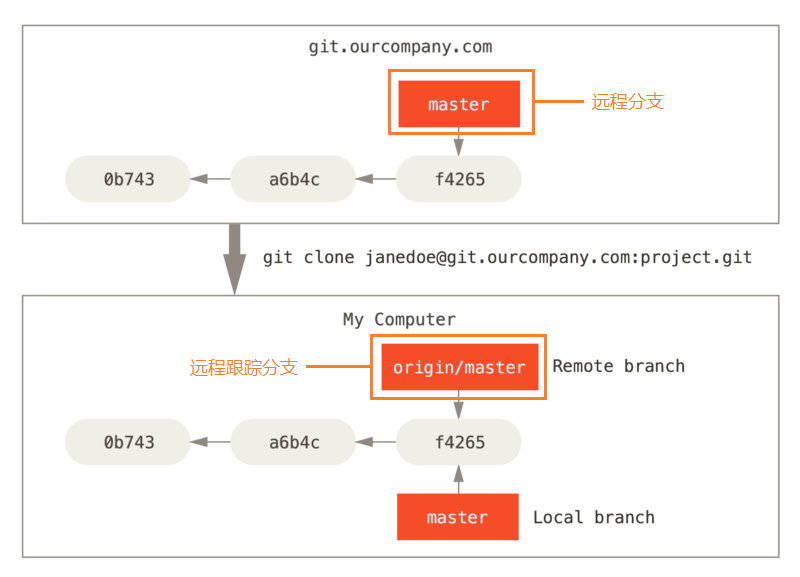 git.ourcompany.com
master
远程分支
0b743
a6b4c
f4265
git clone janedoe@git.ourcompany.com:project.git
My Computer
远程跟踪分支
origin/master
Remote branch
0b743
a6b4c
f4265
master
Local branch